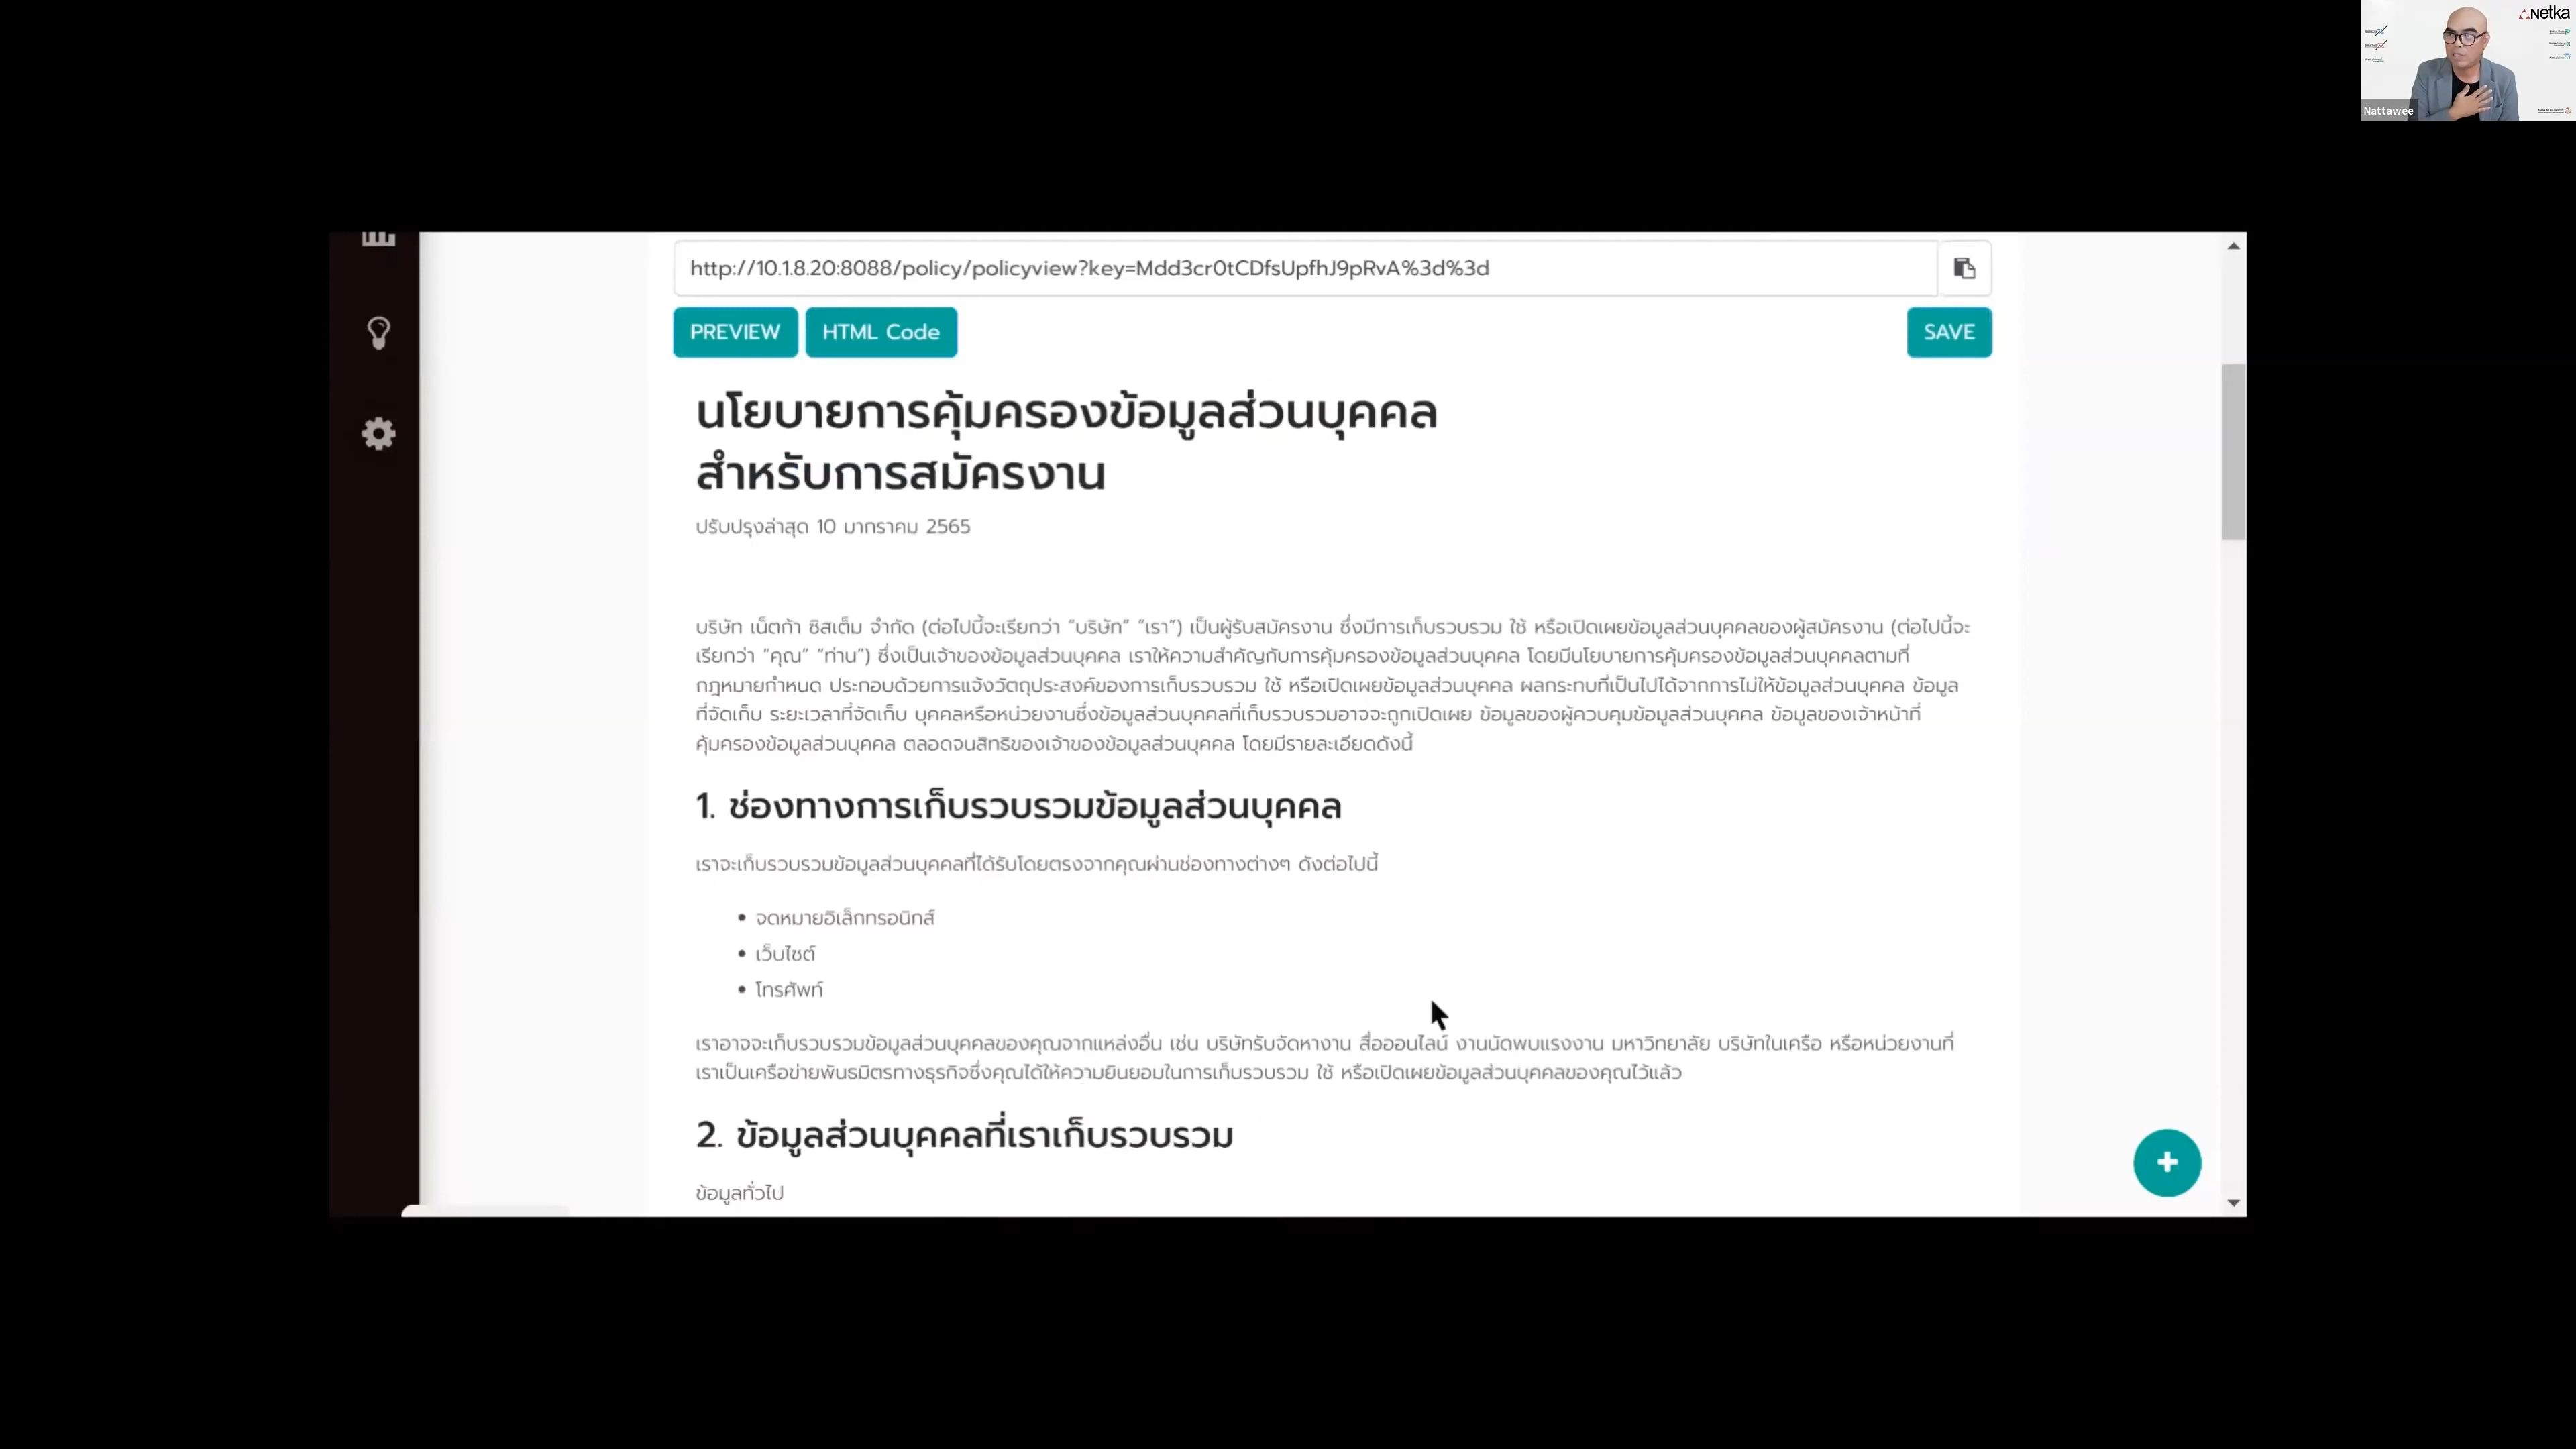 Netka
Nattawee
http://10.1.8.20:8088/policy/policyview?key=Mdd3cr0tCDfsUpfhJ9pRvA%3d%3d
PREVIEW
HTML Code
SAVE
นโยบายการคุ้มครองข้อมูลส่วนบุคคล
สำหรับการสมัครงาน
ปรับปรุงล่าสุด 10 มกราคม 2565
บริษัท เน็ตก้า ซิสเต็ม จำกัด (ต่อไปนี้จะเรียกว่า “บริษัท” “เรา”) เป็นผู้รับสมัครงาน ซึ่งมีการเก็บรวบรวม ใช้ หรือเปิดเผยข้อมูลส่วนบุคคลของผู้สมัครงาน (ต่อไปนี้จะ
เรียกว่า “คุณ” “ท่าน”) ซึ่งเป็นเจ้าของข้อมูลส่วนบุคคล เราให้ความสำคัญกับการคุ้มครองข้อมูลส่วนบุคคล โดยมีนโยบายการคุ้มครองข้อมูลส่วนบุคคลตามที่
กฎหมายกำหนด ประกอบด้วยการแจ้งวัตถุประสงค์ของการเก็บรวบรวม ใช้ หรือเปิดเผยข้อมูลส่วนบุคคล ผลกระทบที่เป็นไปได้จากการไม่ให้ข้อมูลส่วนบุคคล ข้อมูล
ที่จัดเก็บ ระยะเวลาที่จัดเก็บ บุคคลหรือหน่วยงานซึ่งข้อมูลส่วนบุคคลที่เก็บรวบรวมอาจจะถูกเปิดเผย ข้อมูลของผู้ควบคุมข้อมูลส่วนบุคคล ข้อมูลของเจ้าหน้าที่
คุ้มครองข้อมูลส่วนบุคคล ตลอดจนสิทธิของเจ้าของข้อมูลส่วนบุคคล โดยมีรายละเอียดดังนี้
1. ช่องทางการเก็บรวบรวมข้อมูลส่วนบุคคล
เราจะเก็บรวบรวมข้อมูลส่วนบุคคลที่ได้รับโดยตรงจากคุณผ่านช่องทางต่างๆ ดังต่อไปนี้
• จดหมายอิเล็กทรอนิกส์
• เว็บไซต์
• โทรศัพท์
เราอาจจะเก็บรวบรวมข้อมูลส่วนบุคคลของคุณจากแหล่งอื่น เช่น บริษัทรับจัดหางาน สื่อออนไลน์ งานนัดพบแรงงาน มหาวิทยาลัย บริษัทในเครือ หรือหน่วยงานที่
เราเป็นเครือข่ายพันธมิตรทางธุรกิจซึ่งคุณได้ให้ความยินยอมในการเก็บรวบรวม ใช้ หรือเปิดเผยข้อมูลส่วนบุคคลของคุณไว้แล้ว
2. ข้อมูลส่วนบุคคลที่เราเก็บรวบรวม
ข้อมูลทั่วไป